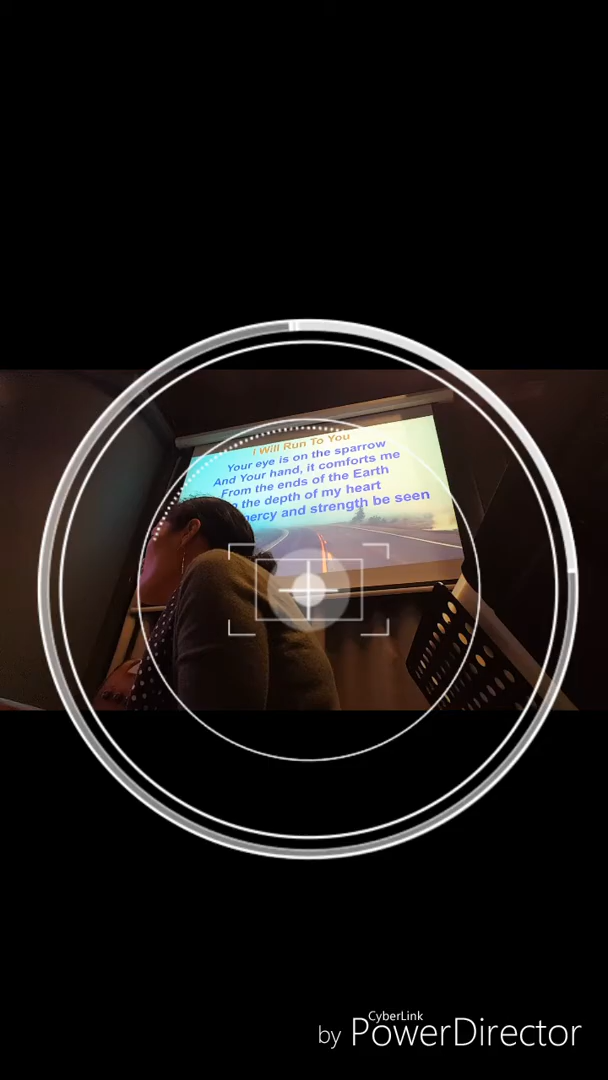 I Will Run To You
Your eye is on the sparrow
And Your hand, it comforts me
From the ends of the Earth
the depth of my heart
mercy and strength be seen
CyberLink
by PowerDirector